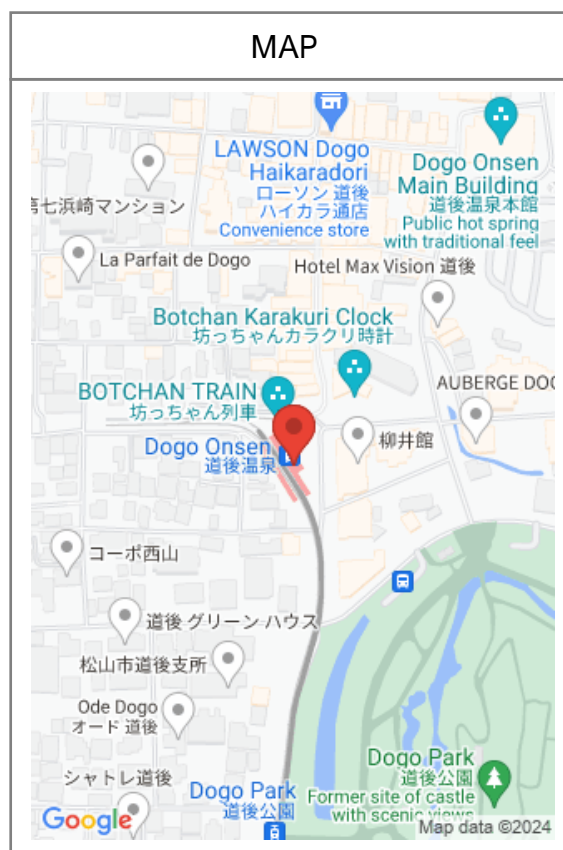 MAP
LAWSON Dogo
Haikaradori
ローソン 道後
ハイカラ通店
Convenience store
Dogo Onsen
Main Building
道後温泉本館
Public hot spring
with traditional feel
第七浜崎マンション
La Parfait de Dogo
Hotel Max Vision 道後
Botchan Karakuri Clock
坊っちゃんカラクリ時計
BOTCHAN TRAIN
坊っちゃん列車
AUBERGE DOG
Dogo Onsen
道後温泉
柳井館
コーポ西山
道後 グリーン ハウス
松山市道後支所
Ode Dogo
オード 道後
シャトレ道後
Dogo Park
道後公園
Dogo Park
道後公園
Former site of castle
with scenic views
Google
Map data ©2024